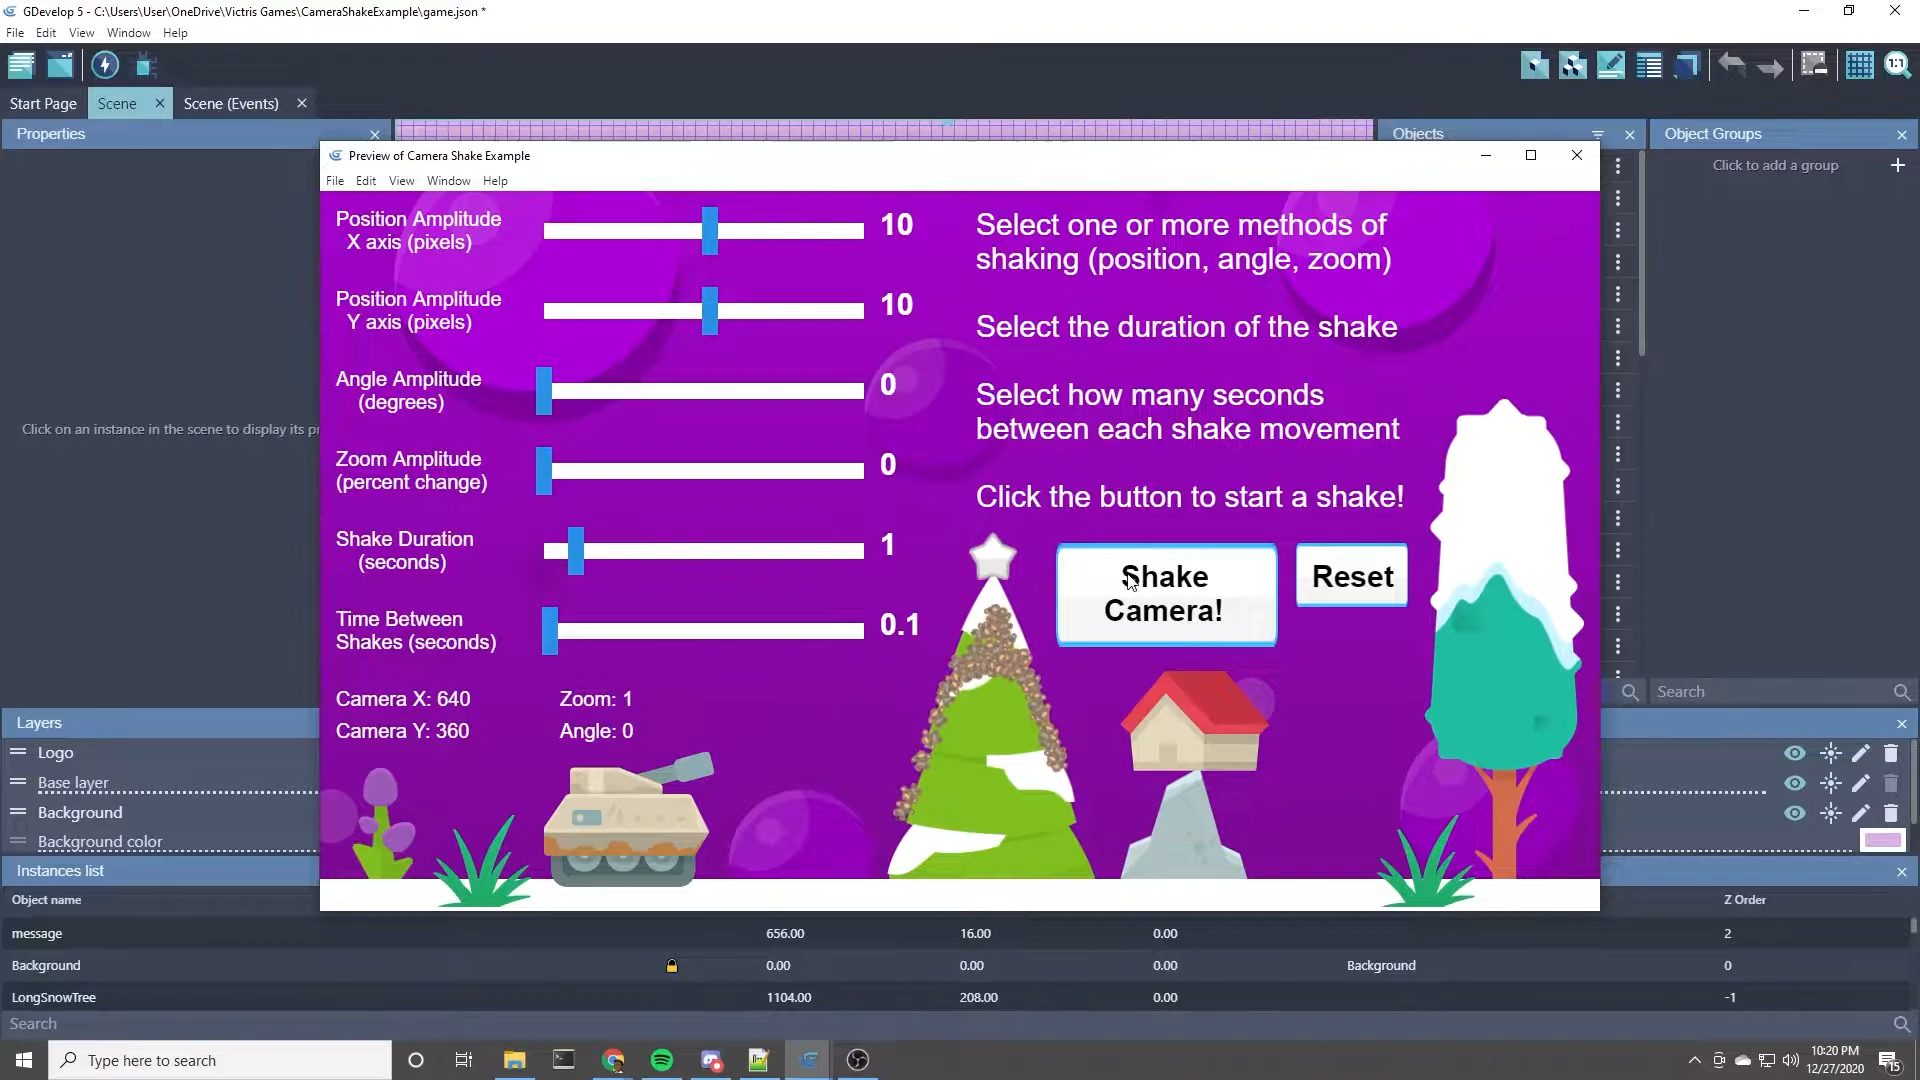 GDevelop 5 - C:\Users\User\OneDrive\Victris Games\CameraShakeExample\game.json *
File Edit View Window Help
1:1
Start Page Scene Scene (Events)
Properties
Objects
Object Groups
Click to add a group
Click on an instance in the scene to display its pr
Preview of Camera Shake Example
File Edit View Window Help
Position Amplitude
X axis (pixels)
10
Position Amplitude
Y axis (pixels)
10
Angle Amplitude
(degrees)
0
Zoom Amplitude
(percent change)
0
Shake Duration
(seconds)
1
Time Between
Shakes (seconds)
0.1
Camera X: 640
Zoom: 1
Camera Y: 360
Angle: 0
Select one or more methods of
shaking (position, angle, zoom)
Select the duration of the shake
Select how many seconds
between each shake movement
Click the button to start a shake!
Shake
Camera!
Reset
Search
Layers
Logo
Base layer
Background
Background color
Instances list
Object name
Z Order
message 656.00 16.00 0.00 2
Background 0.00 0.00 0.00 Background 0
LongSnowTree 1104.00 208.00 0.00 -1
Search
Type here to search
10:20 PM
12/27/2020
15